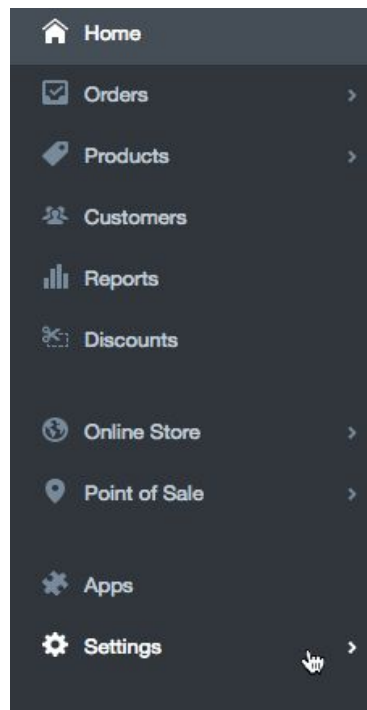 Home
Orders
Products
Customers
Reports
Discounts
Online Store
Point of Sale
Apps
Settings